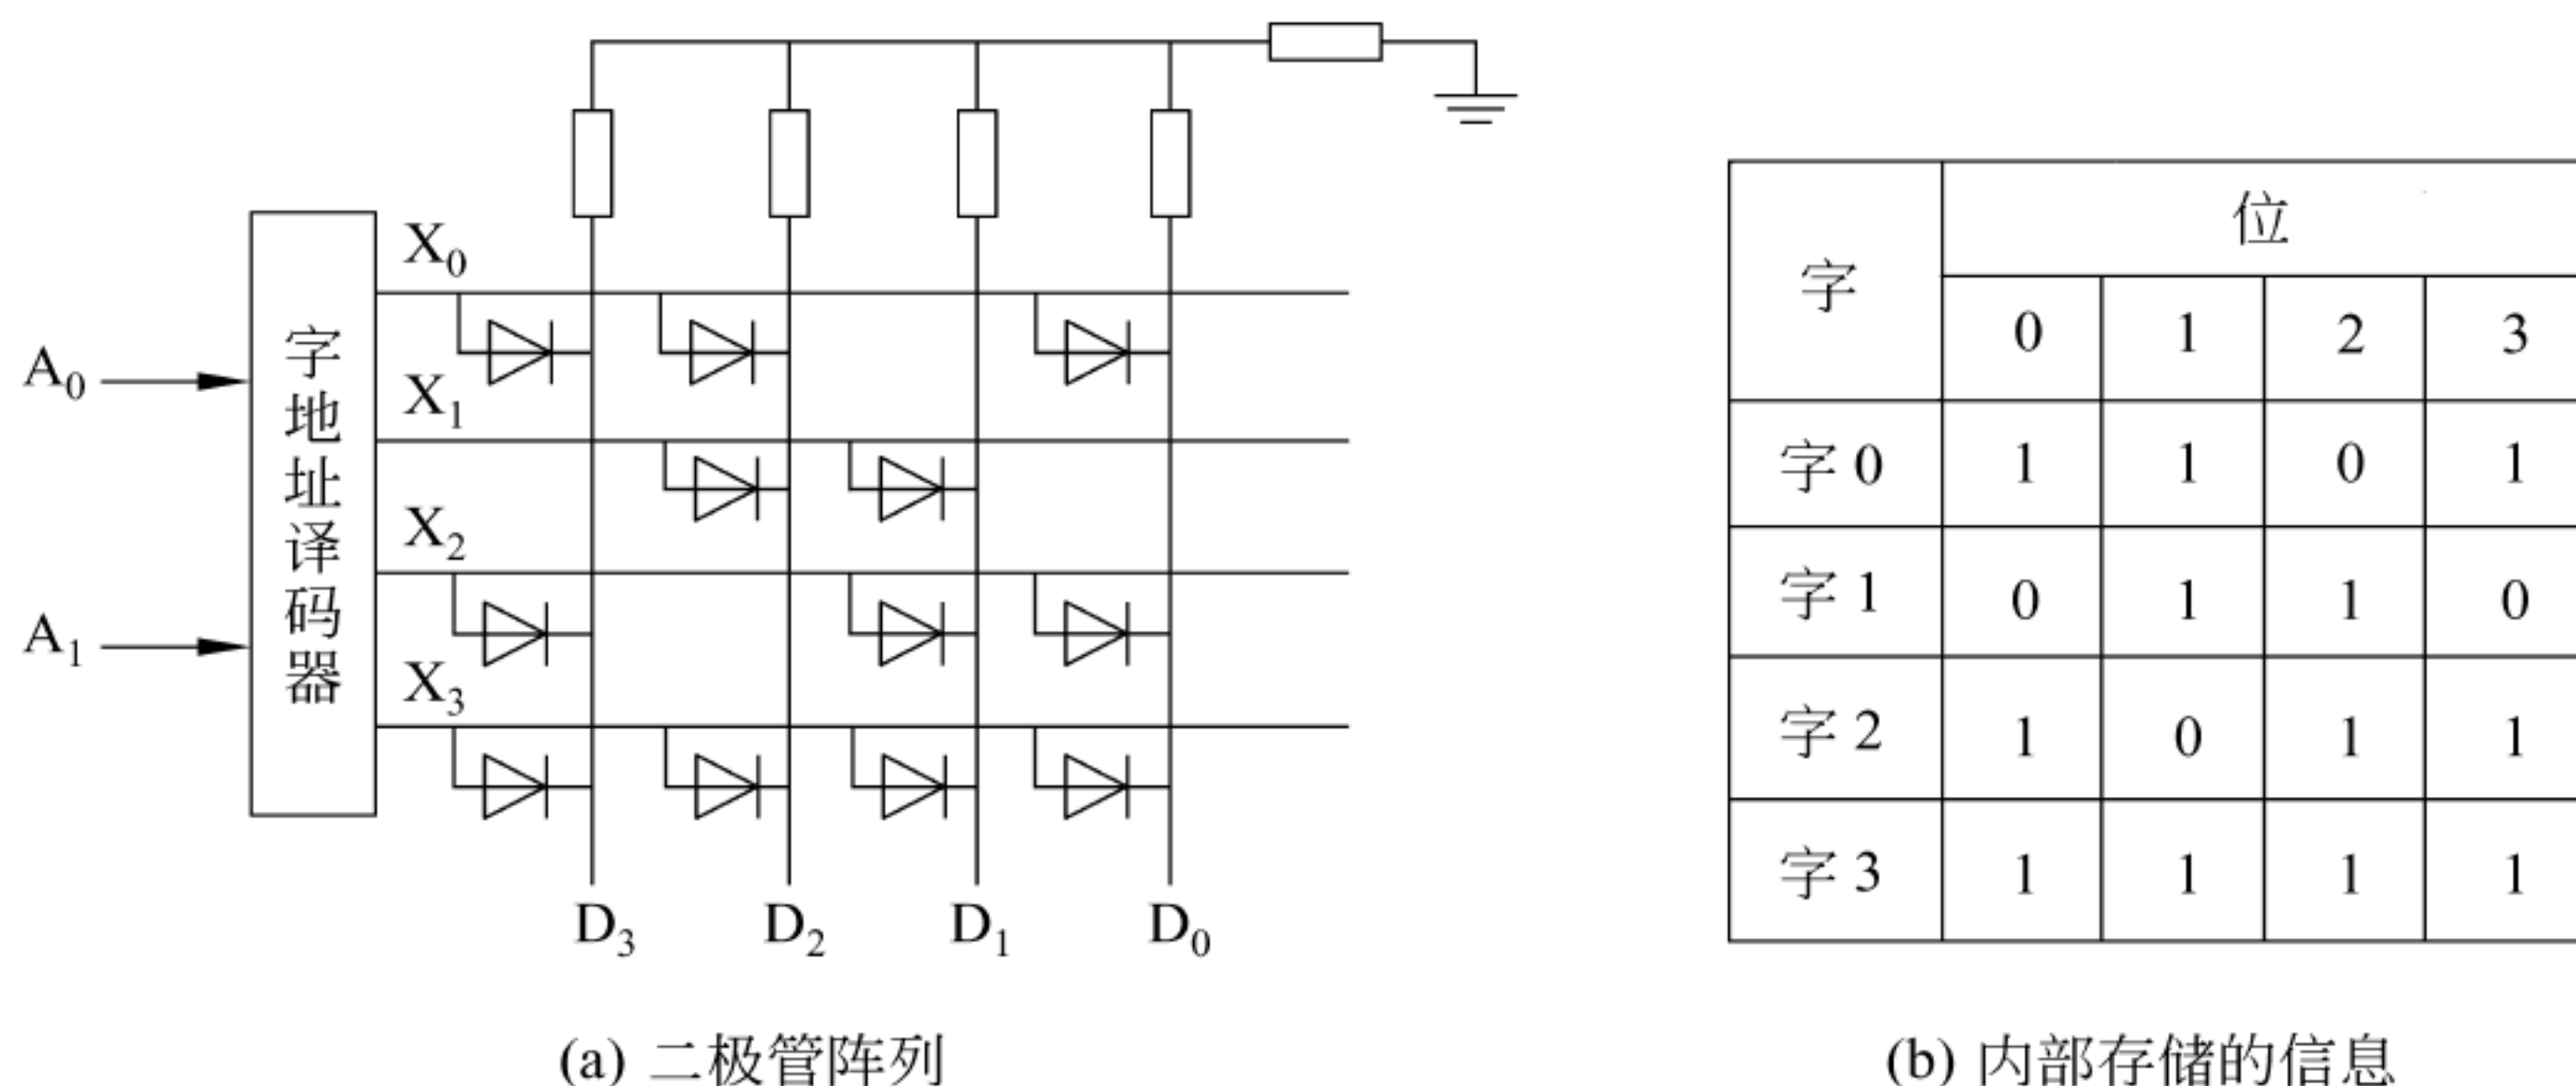 X₀
A₀
字地址译码器
X₁
X₂
A₁
X₃
D₃ D₂ D₁ D₀
(a) 二极管阵列
字 位
0 1 2 3
字 0 1 1 0 1
字 1 0 1 1 0
字 2 1 0 1 1
字 3 1 1 1 1
(b) 内部存储的信息